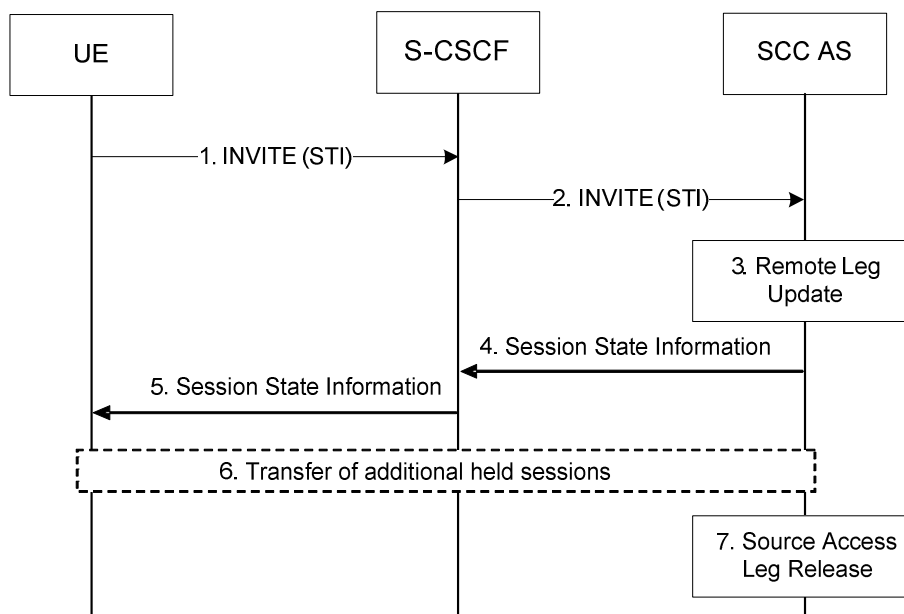 UE
S-CSCF
SCC AS
1. INVITE (STI)
2. INVITE (STI)
3. Remote Leg
Update
4. Session State Information
5. Session State Information
6. Transfer of additional held sessions
7. Source Access
Leg Release